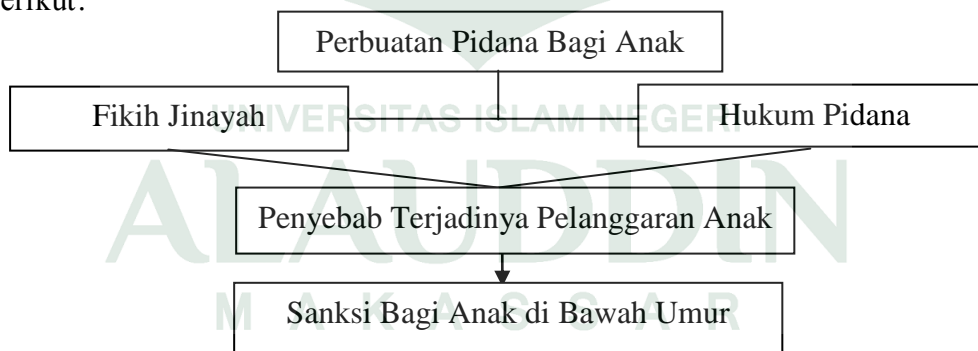 erikut:
Perbuatan Pidana Bagi Anak
Fikih Jinayah
Hukum Pidana
UNIVERSITAS ISLAM NEGERI
ALAUDDIN
Penyebab Terjadinya Pelanggaran Anak
M A K A S S A R
Sanksi Bagi Anak di Bawah Umur